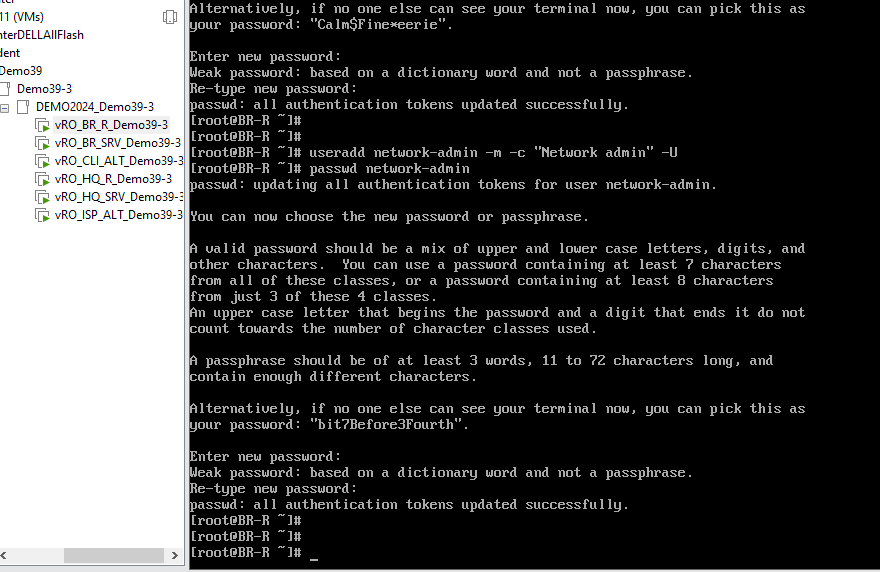 11 (VMs)
nterDELLAllFlash
dent
Demo39
Demo39-3
DEMO2024_Demo39-3
vRO_BR_R_Demo39-3
vRO_BR_SRV_Demo39-3
vRO_CLI_ALT_Demo39-3
vRO_HQ_R_Demo39-3
vRO_HQ_SRV_Demo39-3
vRO_ISP_ALT_Demo39-3
Alternatively, if no one else can see your terminal now, you can pick this as
your password: "Calm$Fine*eerie".
Enter new password:
Weak password: based on a dictionary word and not a passphrase.
Re-type new password:
passwd: all authentication tokens updated successfully.
[root@BR-R ~]#
[root@BR-R ~]#
[root@BR-R ~]# useradd network-admin -m -c "Network admin" -U
[root@BR-R ~]# passwd network-admin
passwd: updating all authentication tokens for user network-admin.
You can now choose the new password or passphrase.
A valid password should be a mix of upper and lower case letters, digits, and
other characters.  You can use a password containing at least 7 characters
from all of these classes, or a password containing at least 8 characters
from just 3 of these 4 classes.
An upper case letter that begins the password and a digit that ends it do not
count towards the number of character classes used.
A passphrase should be of at least 3 words, 11 to 72 characters long, and
contain enough different characters.
Alternatively, if no one else can see your terminal now, you can pick this as
your password: "bit7Before3Fourth".
Enter new password:
Weak password: based on a dictionary word and not a passphrase.
Re-type new password:
passwd: all authentication tokens updated successfully.
[root@BR-R ~]#
[root@BR-R ~]#
[root@BR-R ~]# _